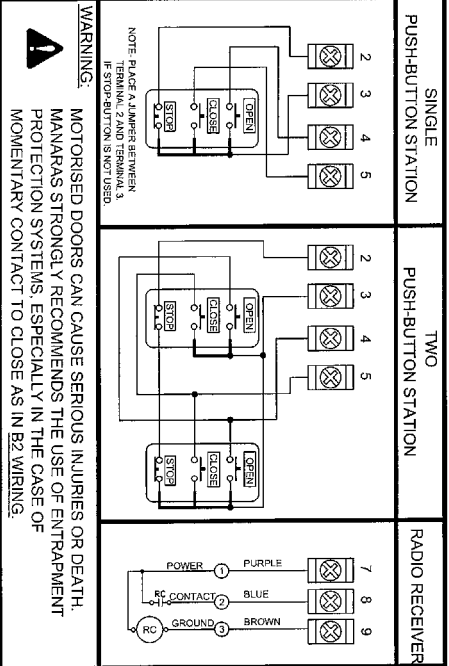 SINGLE
PUSH-BUTTON STATION
2
3
4
5
OPEN
CLOSE
STOP
NOTE: PLACE A JUMPER BETWEEN
TERMINAL 2 AND TERMINAL 3.
IF STOP-BUTTON IS NOT USED.
TWO
PUSH-BUTTON STATION
2
3
4
5
OPEN
CLOSE
STOP
OPEN
CLOSE
STOP
RADIO RECEIVER
7
8
9
POWER 1 PURPLE
RC CONTACT 2 BLUE
RC GROUND 3 BROWN
WARNING:
MOTORISED DOORS CAN CAUSE SERIOUS INJURIES OR DEATH.
MANARAS STRONGLY RECOMMENDS THE USE OF ENTRAPMENT
PROTECTION SYSTEMS, ESPECIALLY IN THE CASE OF
MOMENTARY CONTACT TO CLOSE AS IN B2 WIRING.